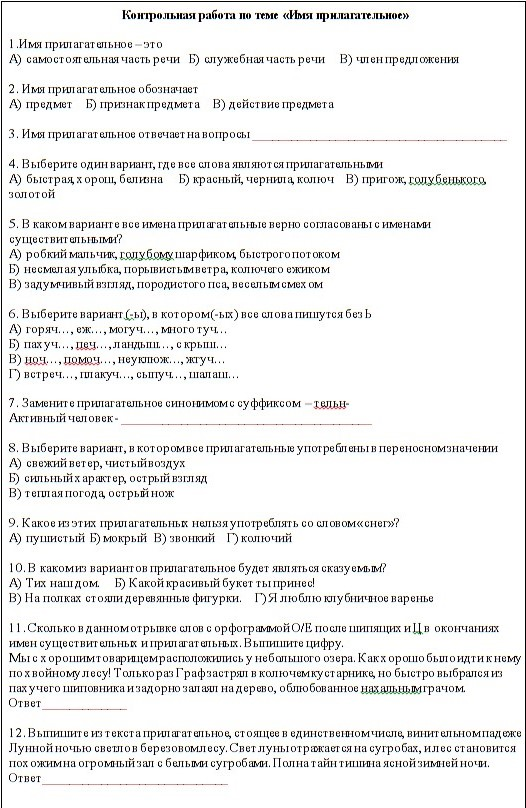 Контрольная работа по теме «Имя прилагательное»
1.Имя прилагательное – это
А) самостоятельная часть речи Б) служебная часть речи В) член предложения
2. Имя прилагательное обозначает
А) предмет Б) признак предмета В) действие предмета
3. Имя прилагательное отвечает на вопросы ____________________
4. Выберите один вариант, где все слова являются прилагательными
А) быстрая, хорош, белизна Б) красный, чернила, колюч В) пригож, голубенького,
золотой
5. В каком варианте все имена прилагательные верно согласованы с именами
существительными?
А) робкий мальчик, голубому шарфиком, быстрого потоком
Б) несмелая улыбка, порывистым ветра, колючего ежиком
В) задумчивый взгляд, породистого пса, веселым смехом
6. Выберите вариант (-ы), в котором(-ых) все слова пишутся без Ь
А) горяч…, еж…, могуч…, много туч…
Б) пахуч…, печ…, ландыш…, с крыш…
В) ноч…, помоч…, неуклюж…, жгуч…
Г) встреч…, плакуч…, сыпуч…, шалаш…
7. Замените прилагательное синонимом с суффиксом –тельн-
Активный человек- ____________________
8. Выберите вариант, в котором все прилагательные употреблены в переносном значении
А) свежий ветер, чистый воздух
Б) сильный характер, острый взгляд
В) теплая погода, острый нож
9. Какое из этих прилагательных нельзя употреблять со словом «снег»?
А) пушистый Б) мокрый В) звонкий Г) колючий
10. В каком из вариантов прилагательное будет являться сказуемым?
А) Тих наш дом. Б) Какой красивый букет ты принес!
В) На полках стояли деревянные фигурки. Г) Я люблю клубничное варенье
11. Сколько в данном отрывке слов с орфограммой О/Е после шипящих и Ц в окончаниях
имен существительных и прилагательных. Выпишите цифру.
Мы с хорошим товарищем расположились у небольшого озера. Как хорошо было идти к нему
по хвойному лесу! Только раз Граф застрял в колючем кустарнике, но быстро выбрался из
пахучего шиповника и задорно залаял на дерево, облюбованное нахальным грачом.
Ответ____________
12. Выпишите из текста прилагательное, стоящее в единственном числе, винительном падеже
Лунной ночью светло в березовом лесу. Свет луны отражается на сугробах, и лес становится
похожим на огромный зал с белыми сугробами. Полна тайн тишина ясной зимней ночи.
Ответ____________________